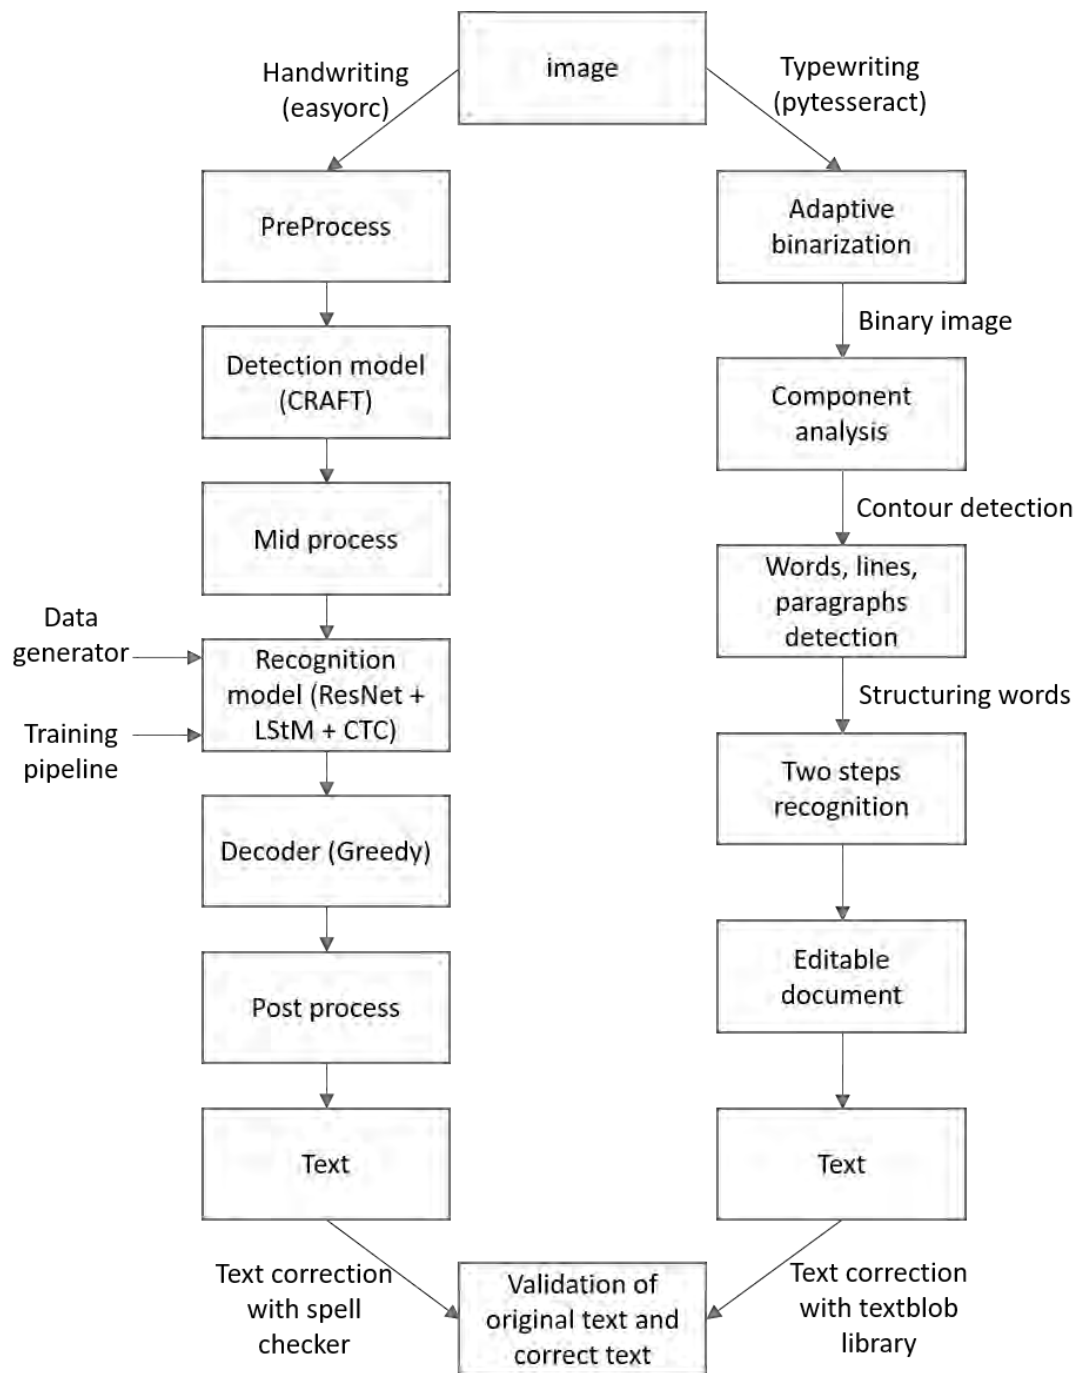 image
Handwriting
(easyorc)
Typewriting
(pytesseract)
PreProcess
Detection model
(CRAFT)
Mid process
Data
generator
Training
pipeline
Recognition
model (ResNet +
LStM + CTC)
Decoder (Greedy)
Post process
Text
Text correction
with spell
checker
Adaptive
binarization
Binary image
Component
analysis
Contour detection
Words, lines,
paragraphs
detection
Structuring words
Two steps
recognition
Editable
document
Text
Text correction
with textblob
library
Validation of
original text and
correct text